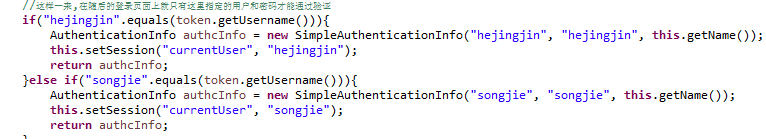 //这样一来,在随后的登录页面上就只有这里指定的用户和密码才能通过验证
if("hejingjin".equals(token.getUsername())){
AuthenticationInfo authcInfo = new SimpleAuthenticationInfo("hejingjin", "hejingjin", this.getName());
this.setSession("currentUser", "hejingjin");
return authcInfo;
}else if("songjie".equals(token.getUsername())){
AuthenticationInfo authcInfo = new SimpleAuthenticationInfo("songjie", "songjie", this.getName());
this.setSession("currentUser", "songjie");
return authcInfo;